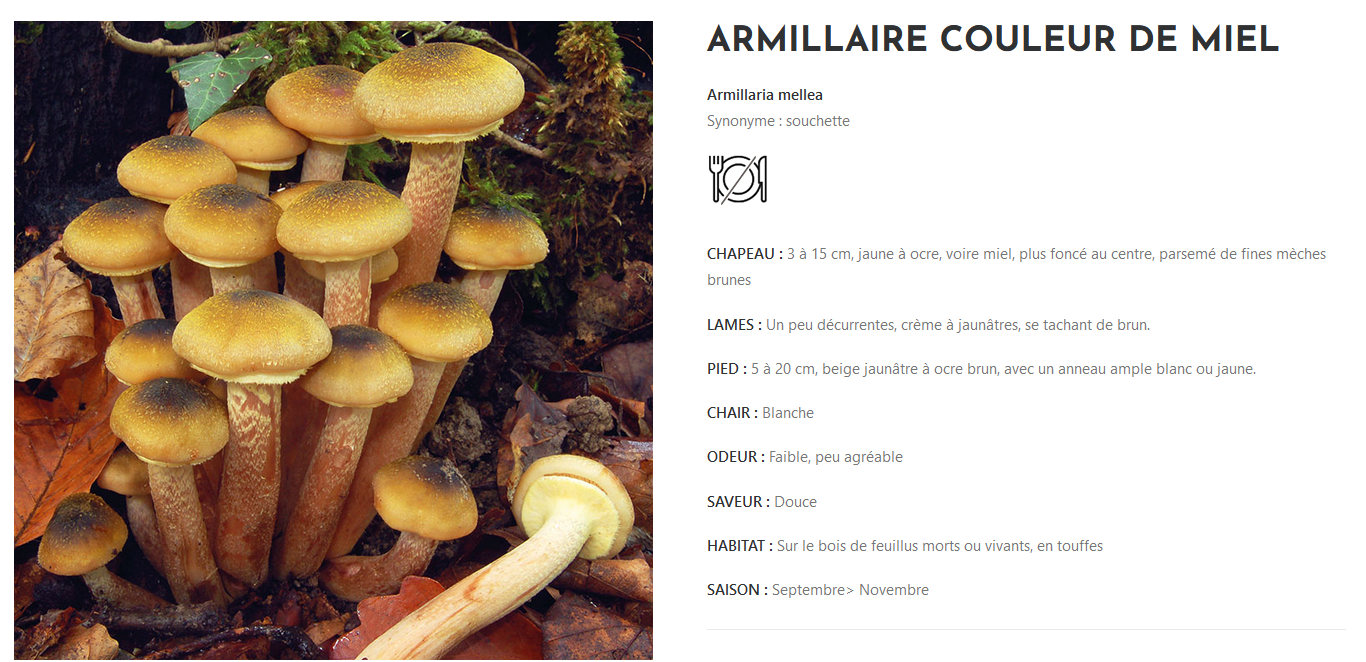 ARMILLAIRE COULEUR DE MIEL
Armillaria mellea
Synonyme : souchette
CHAPEAU : 3 à 15 cm, jaune à ocre, voire miel, plus foncé au centre, parsemé de fines mèches
brunes
LAMES : Un peu décurrentes, crème à jaunâtres, se tachant de brun.
PIED : 5 à 20 cm, beige jaunâtre à ocre brun, avec un anneau ample blanc ou jaune.
CHAIR : Blanche
ODEUR : Faible, peu agréable
SAVEUR : Douce
HABITAT : Sur le bois de feuillus morts ou vivants, en touffes
SAISON : Septembre> Novembre